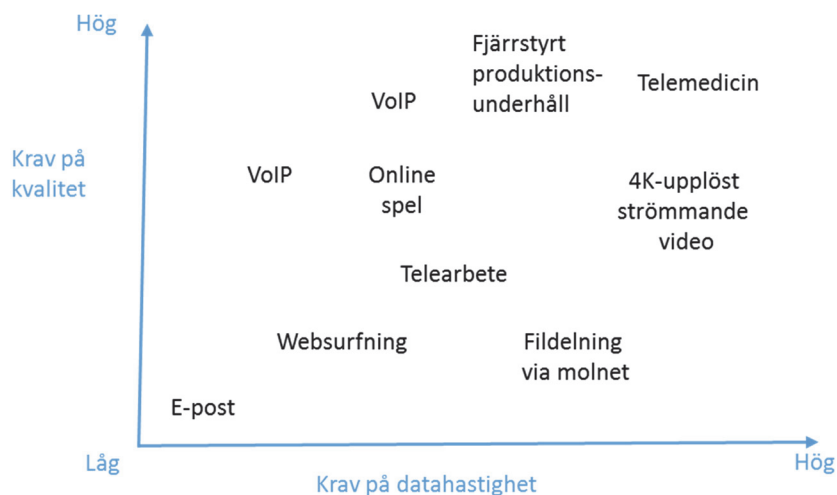 Hög
Fjärrstyrt
produktions-
underhåll
Telemedicin
VoIP
Krav på
kvalitet
VoIP
Online
spel
4K-upplöst
strömmande
video
Telearbete
Websurfning
Fildelning
via molnet
E-post
Låg
Hög
Krav på datahastighet